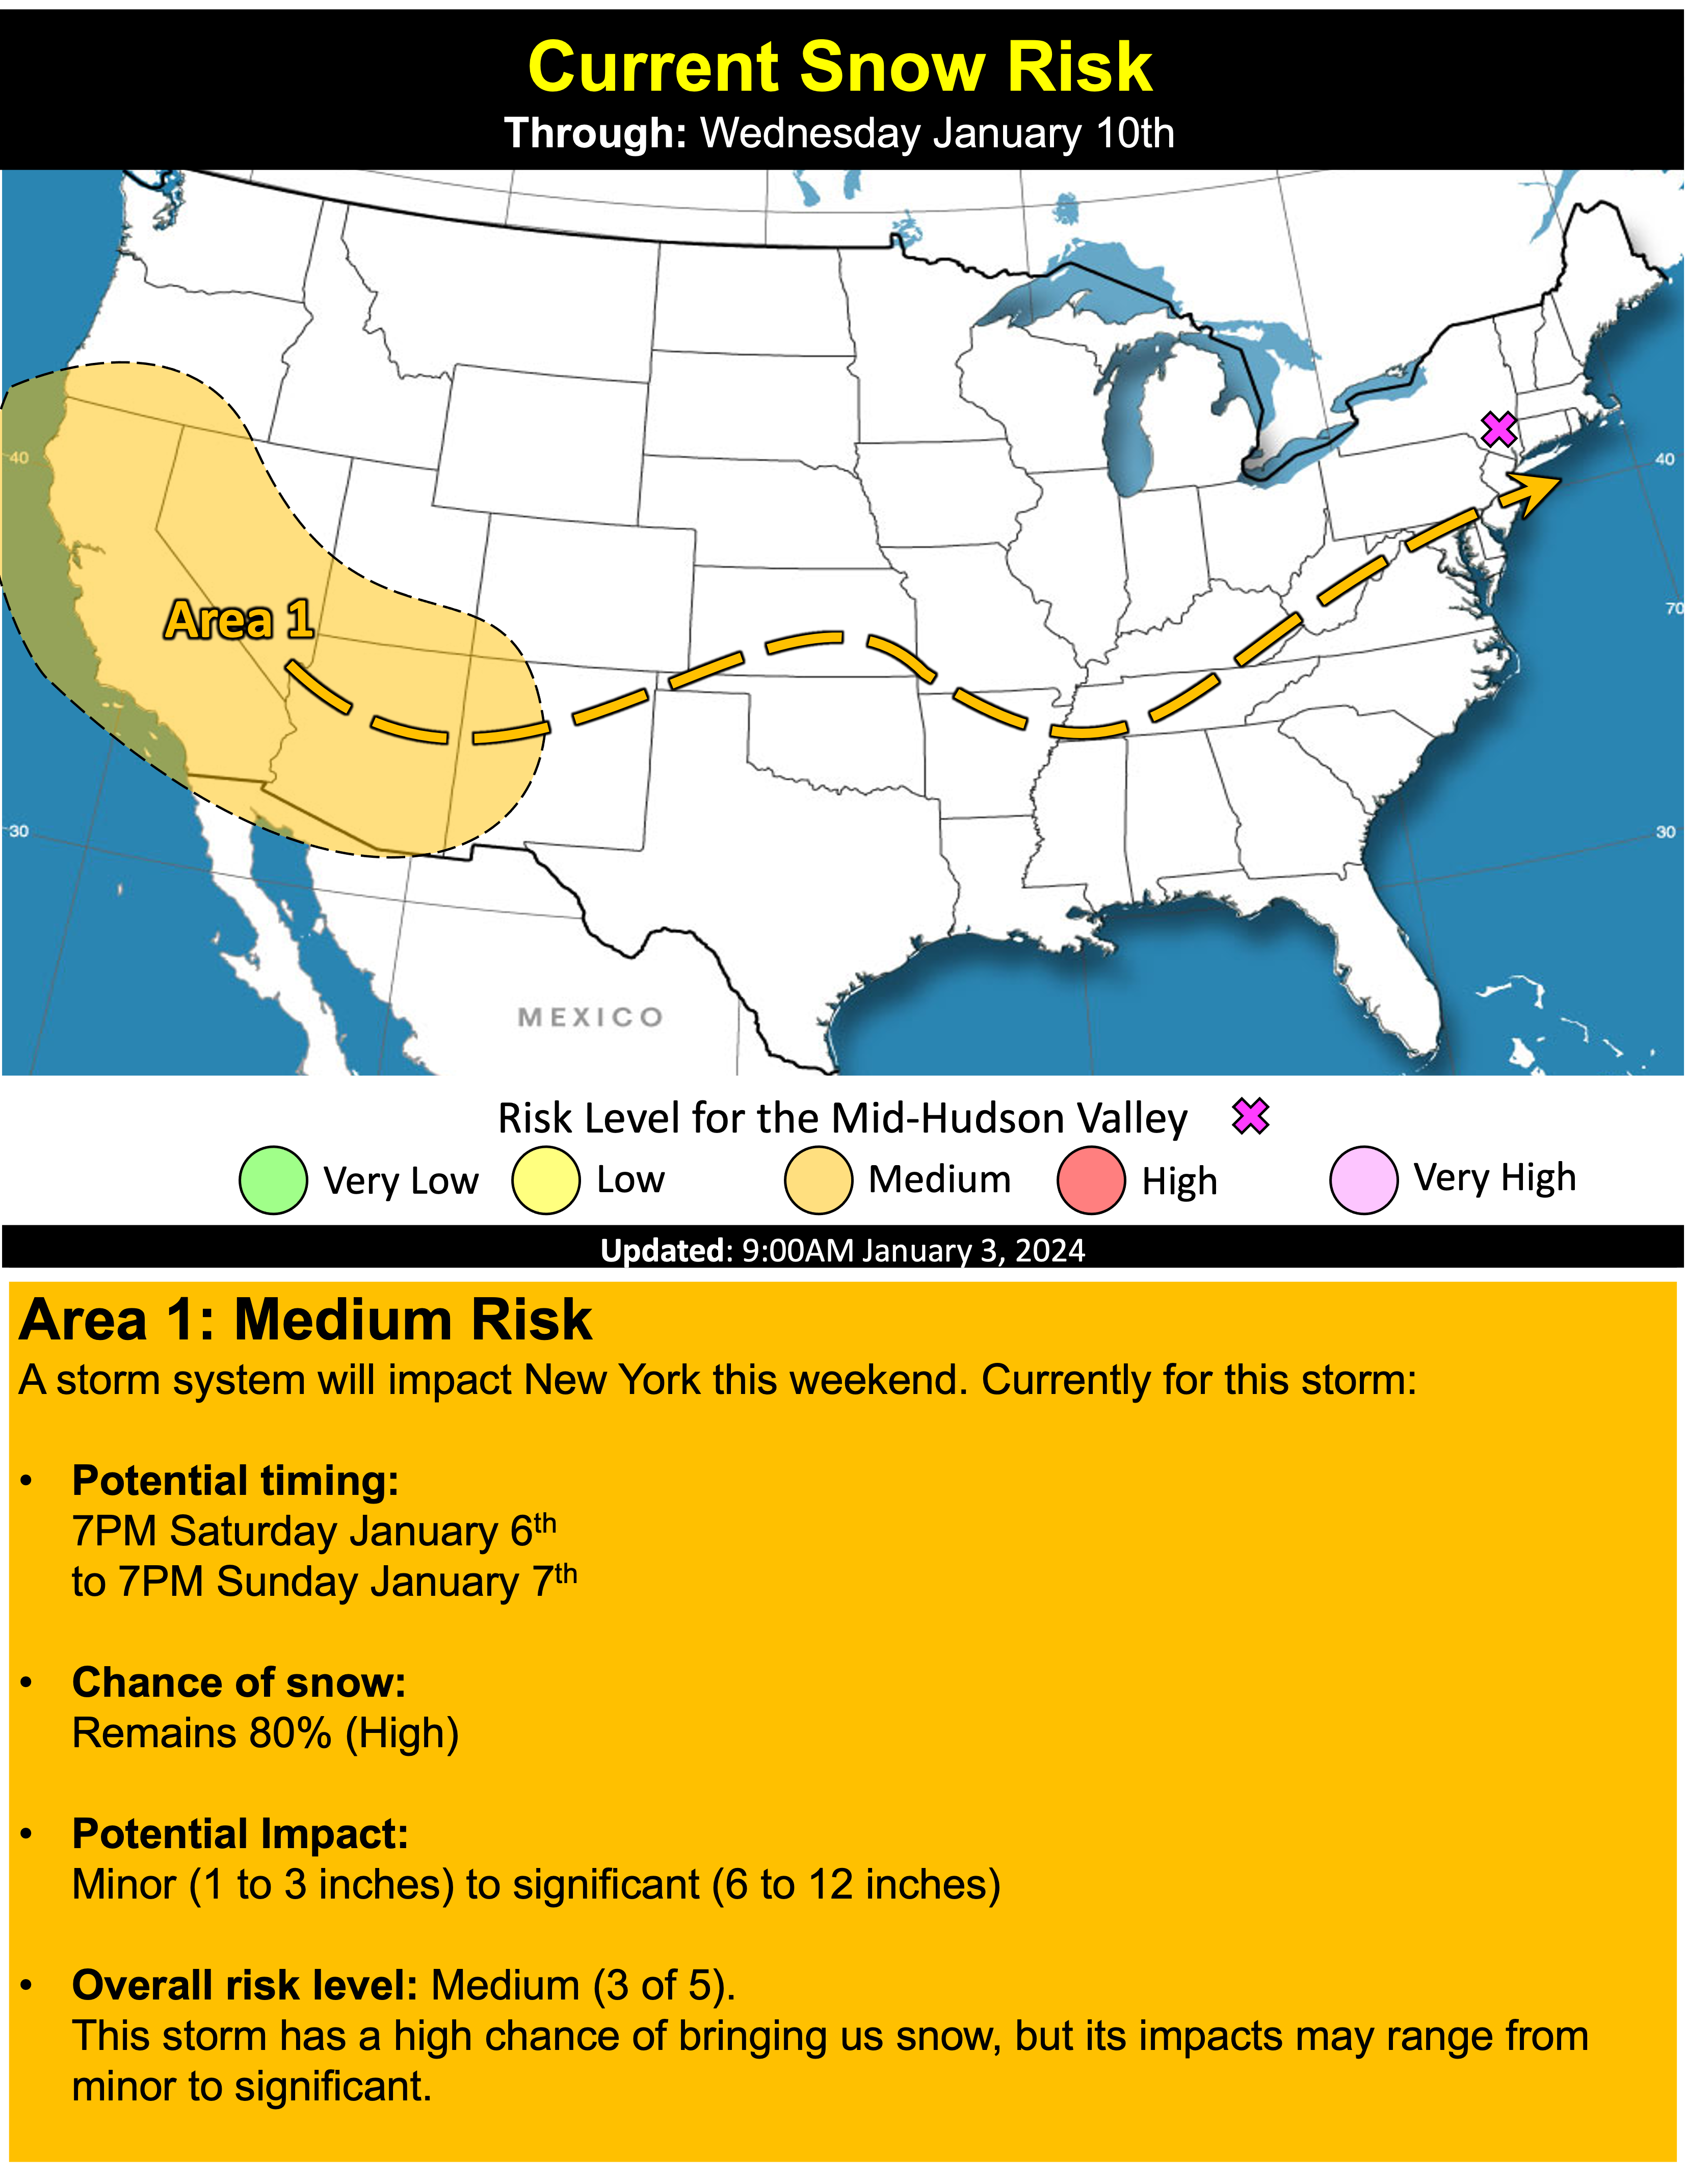 Current Snow Risk
Through: Wednesday January 10th
40
40
Area 1
70
30
30
MEXICO
Risk Level for the Mid-Hudson Valley
Very Low
Low
Medium
High
Very High
Updated: 9:00AM January 3, 2024
Area 1: Medium Risk
A storm system will impact New York this weekend. Currently for this storm:
• Potential timing:
7PM Saturday January 6th
to 7PM Sunday January 7th
• Chance of snow:
Remains 80% (High)
• Potential Impact:
Minor (1 to 3 inches) to significant (6 to 12 inches)
• Overall risk level: Medium (3 of 5).
This storm has a high chance of bringing us snow, but its impacts may range from
minor to significant.